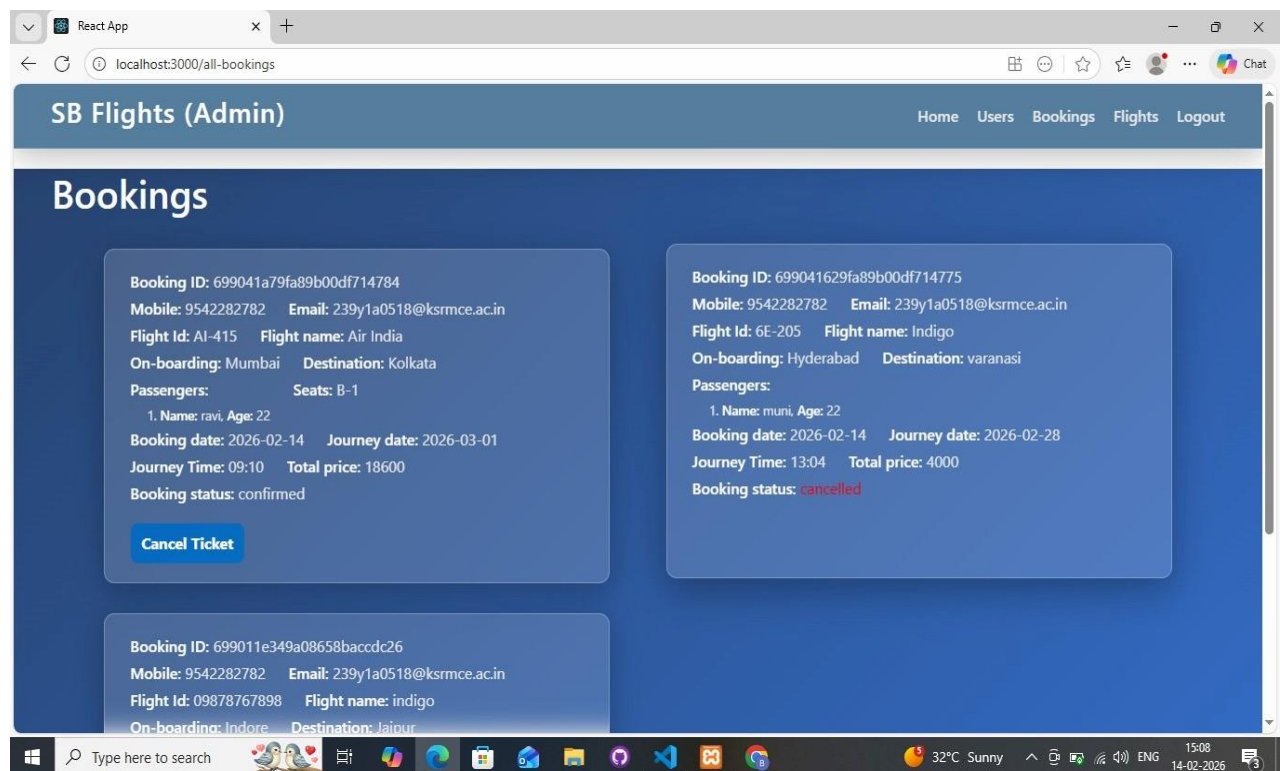 React App
localhost:3000/all-bookings
Chat
SB Flights (Admin)
Home Users Bookings Flights Logout
Bookings
Booking ID: 699041a79fa89b00df714784
Mobile: 9542282782 Email: 239y1a0518@ksrmce.ac.in
Flight Id: AI-415 Flight name: Air India
On-boarding: Mumbai Destination: Kolkata
Passengers: Seats: B-1
1. Name: ravi, Age: 22
Booking date: 2026-02-14 Journey date: 2026-03-01
Journey Time: 09:10 Total price: 18600
Booking status: confirmed
Cancel Ticket
Booking ID: 699041629fa89b00df714775
Mobile: 9542282782 Email: 239y1a0518@ksrmce.ac.in
Flight Id: 6E-205 Flight name: Indigo
On-boarding: Hyderabad Destination: varanasi
Passengers:
1. Name: muni, Age: 22
Booking date: 2026-02-14 Journey date: 2026-02-28
Journey Time: 13:04 Total price: 4000
Booking status: cancelled
Booking ID: 699011e349a08658baccdc26
Mobile: 9542282782 Email: 239y1a0518@ksrmce.ac.in
Flight Id: 09878767898 Flight name: indigo
On-boarding: Indore Destination: Jaipur
Type here to search
5
32°C Sunny
ENG
15:08
14-02-2026
3